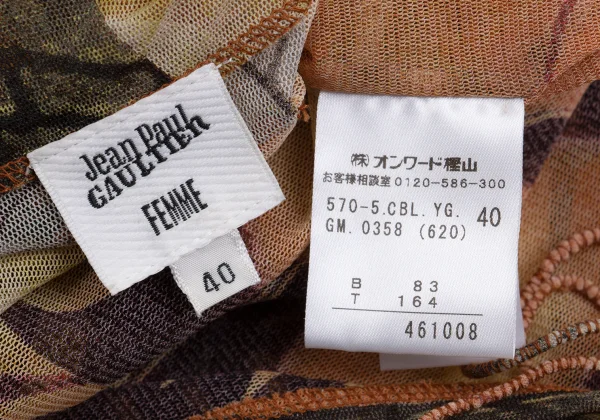 Jean Paul
GAULTIER
FEMME
40
(株)オンワード樫山
お客様相談室 0120-586-300
570-5.CBL.YG. 40
GM.0358 (620)
B 83
T 164
461008